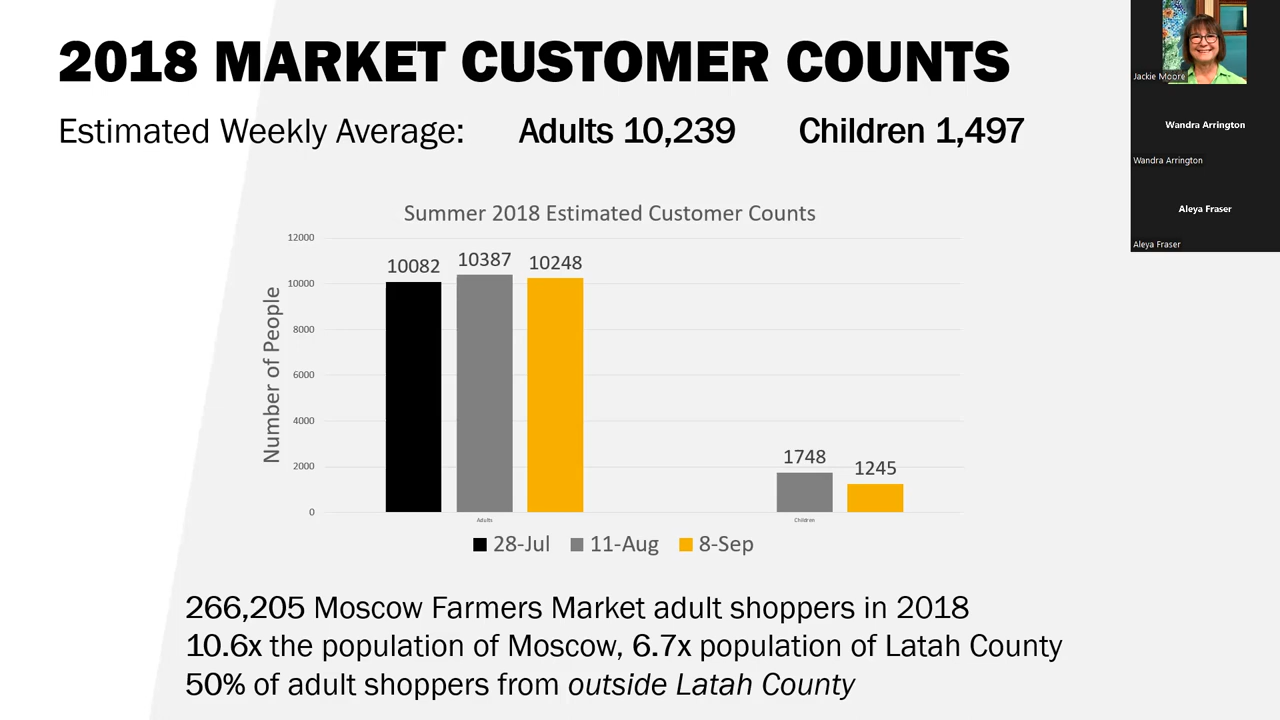 2018 MARKET CUSTOMER COUNTS
Estimated Weekly Average: Adults 10,239 Children 1,497
Summer 2018 Estimated Customer Counts
Number of People
12000
10000
8000
6000
4000
2000
0
10082
10387
10248
1748
1245
Adults
Children
28-Jul 11-Aug 8-Sep
266,205 Moscow Farmers Market adult shoppers in 2018
10.6x the population of Moscow, 6.7x population of Latah County
50% of adult shoppers from outside Latah County
Jackie Moore
Wandra Arrington
Wandra Arrington
Aleya Fraser
Aleya Fraser